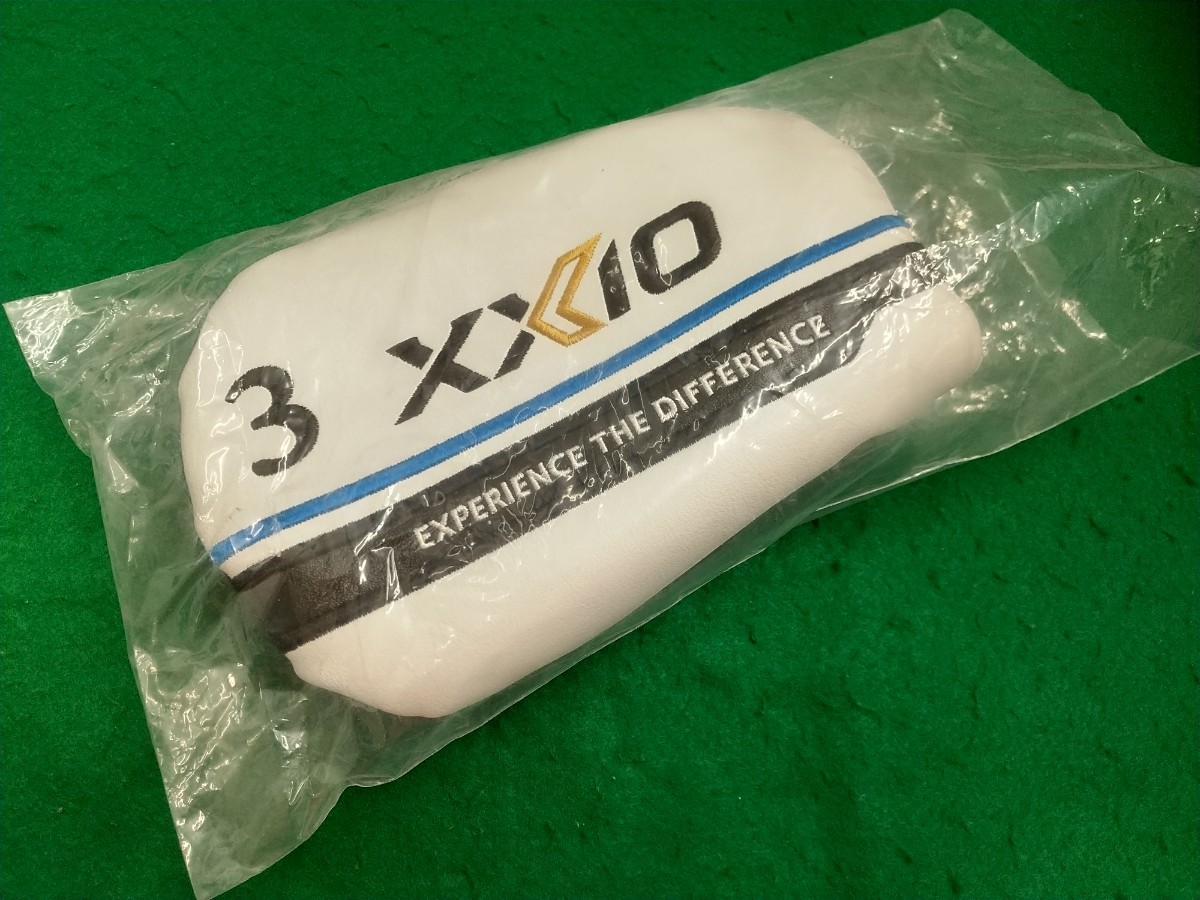 3
XXIO
EXPERIENCE THE DIFFERENCE